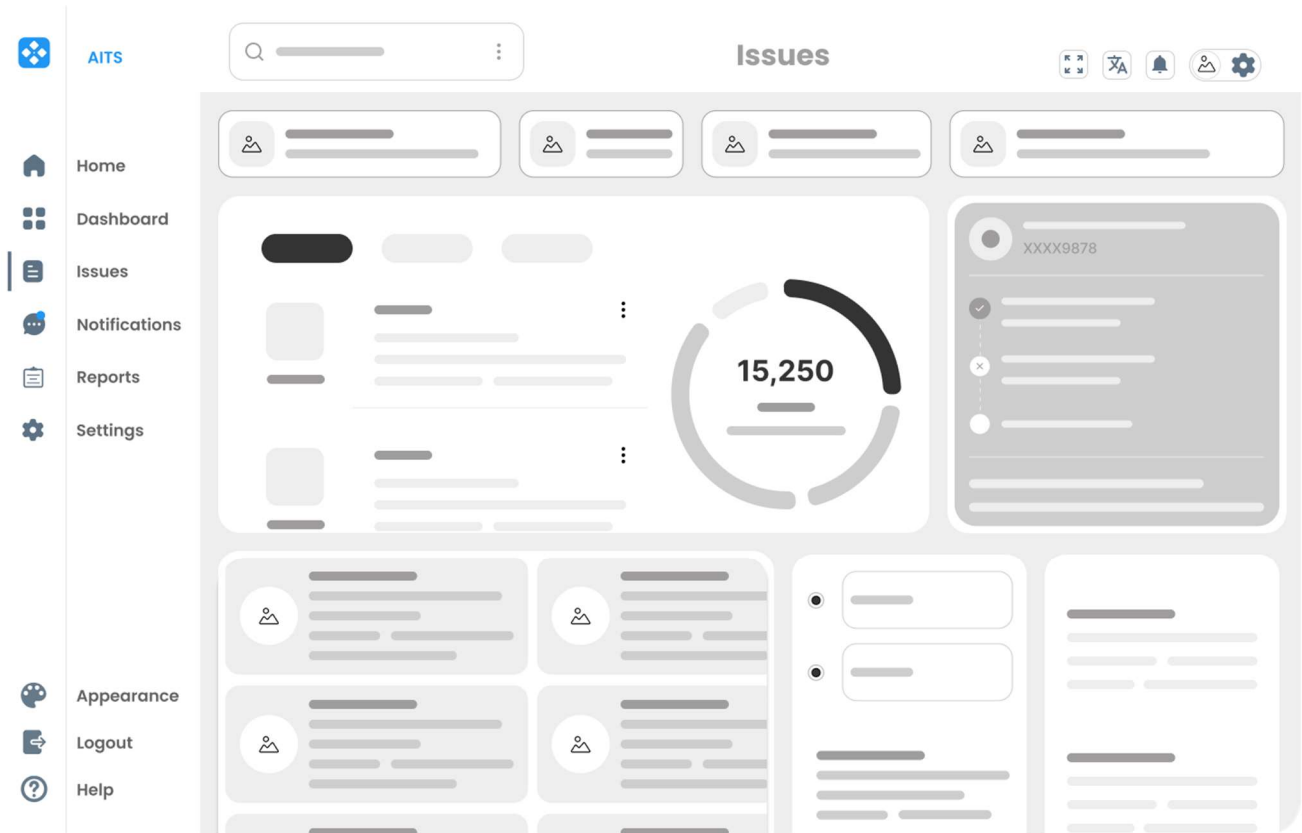 AITS
Issues
Home
Dashboard
Issues
Notifications
Reports
Settings
Appearance
Logout
Help
15,250
XXXX9878